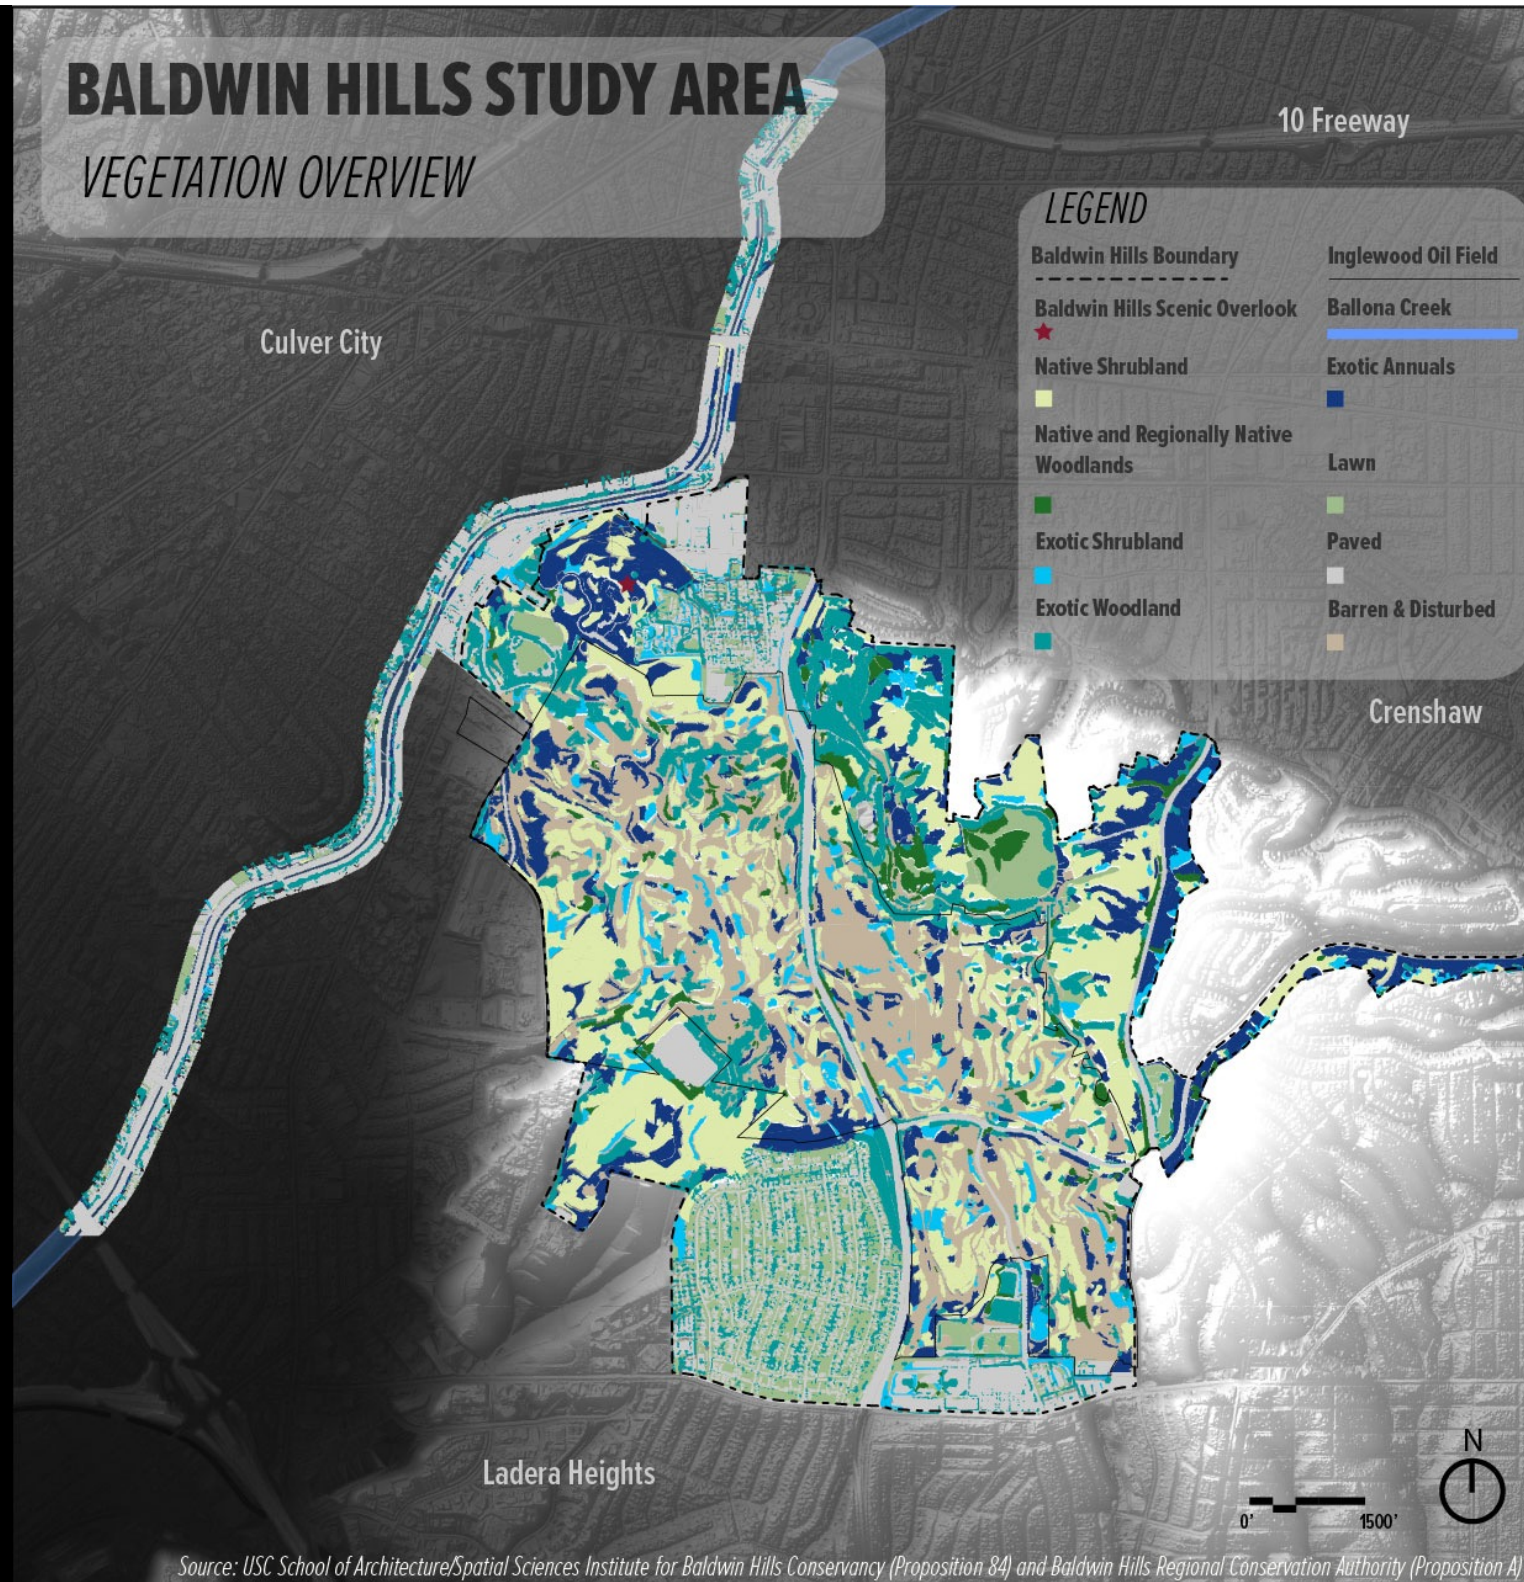 BALDWIN HILLS STUDY AREA
VEGETATION OVERVIEW
10 Freeway
LEGEND
Baldwin Hills Boundary
Inglewood Oil Field
Baldwin Hills Scenic Overlook
Ballona Creek
Native Shrubland
Exotic Annuals
Native and Regionally Native
Woodlands
Lawn
Exotic Shrubland
Paved
Exotic Woodland
Barren & Disturbed
Culver City
Crenshaw
Ladera Heights
N
0'
1500'
Source: USC School of Architecture/Spatial Sciences Institute for Baldwin Hills Conservancy (Proposition 84) and Baldwin Hills Regional Conservation Authority (Proposition A)